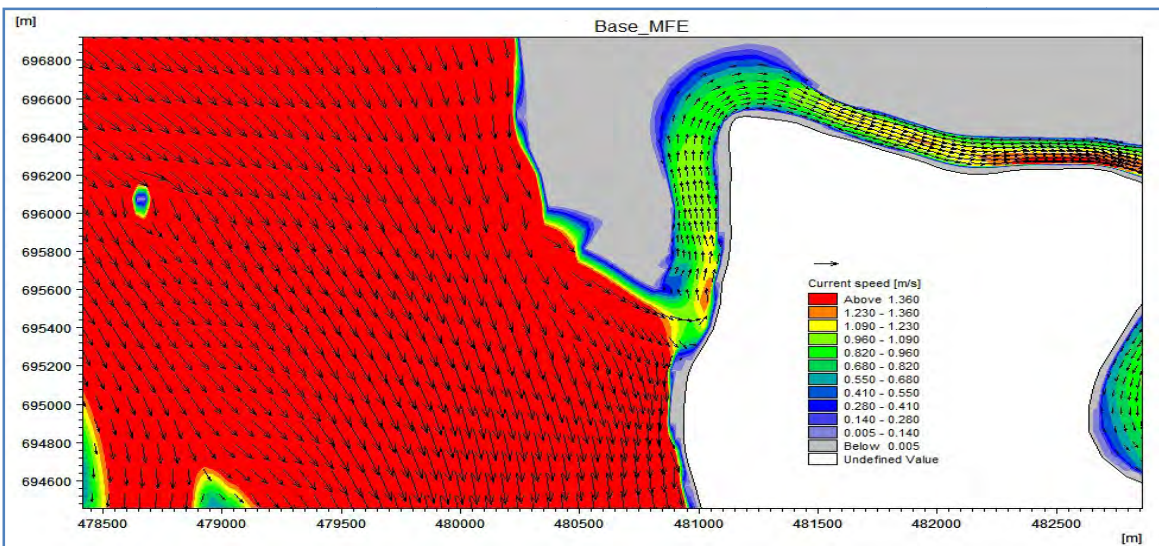 [m]
Base_MFE
696800
696600
696400
696200
696000
695800
695600
695400
695200
695000
694800
694600
Current speed [m/s]
Above 1.360
1.230 - 1.360
1.090 - 1.230
0.960 - 1.090
0.820 - 0.960
0.680 - 0.820
0.550 - 0.680
0.410 - 0.550
0.280 - 0.410
0.140 - 0.280
0.005 - 0.140
Below 0.005
Undefined Value
478500 479000 479500 480000 480500 481000 481500 482000 482500
[m]